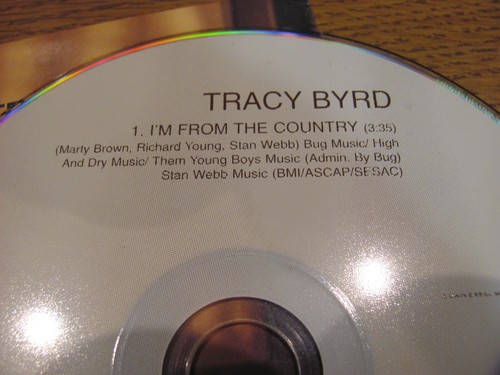 TRACY BYRD
1. I'M FROM THE COUNTRY (3:35)
(Marty Brown, Richard Young, Stan Webb) Bug Music/ High
And Dry Music/ Them Young Boys Music (Admin. By Bug)
Stan Webb Music (BMI/ASCAP/SESAC)